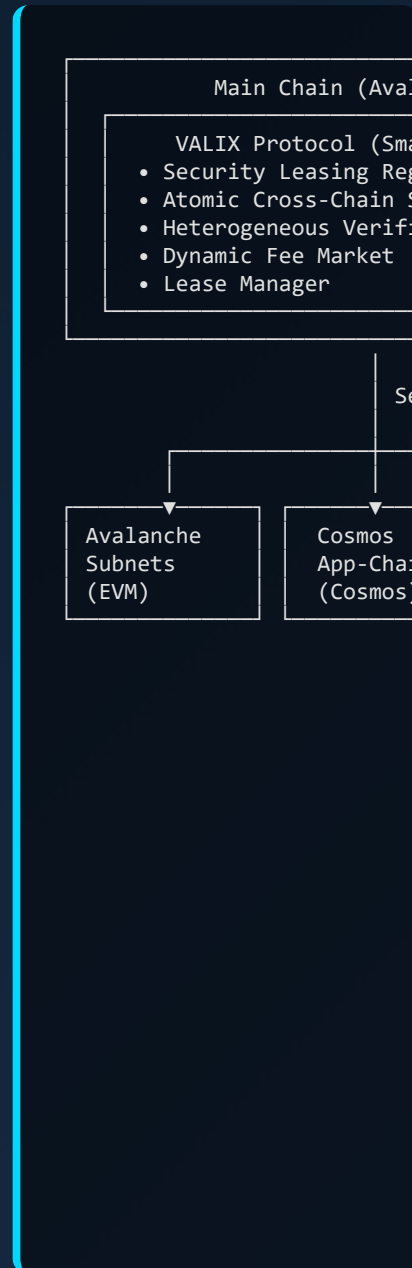 Main Chain (Aval
VALIX Protocol (Sma
• Security Leasing Reg
• Atomic Cross-Chain S
• Heterogeneous Verifi
• Dynamic Fee Market
• Lease Manager
Se
Avalanche Cosmos
Subnets App-Chai
(EVM) (Cosmos)